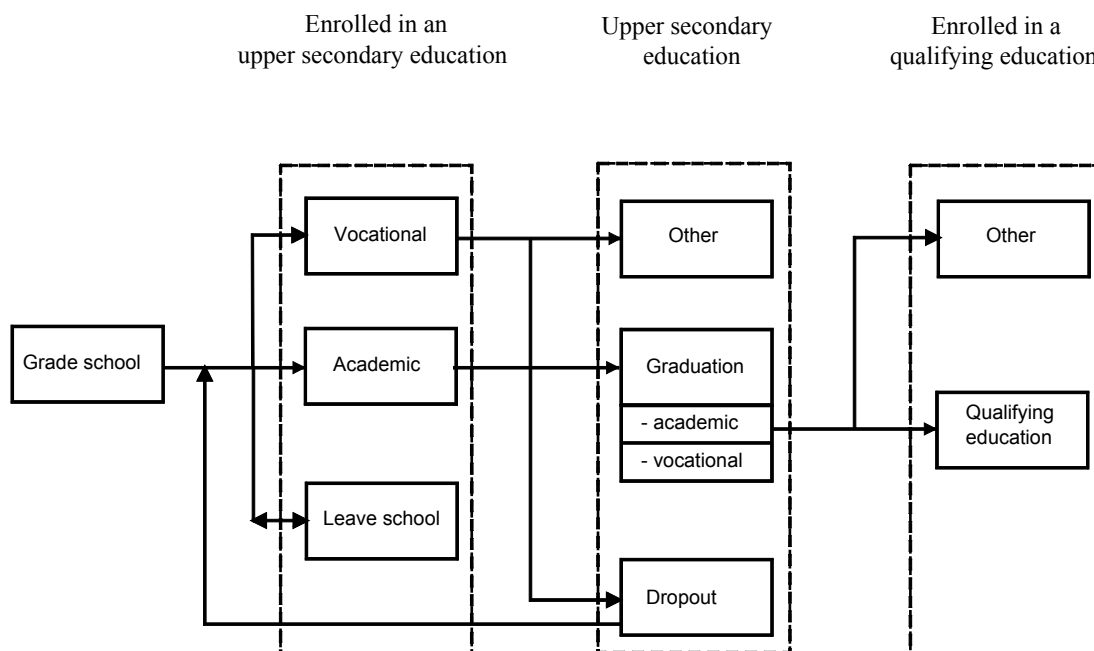 Enrolled in an
upper secondary education
Upper secondary
education
Enrolled in a
qualifying education
Vocational
Other
Other
Grade school
Academic
Graduation
- academic
- vocational
Qualifying
education
Leave school
Dropout